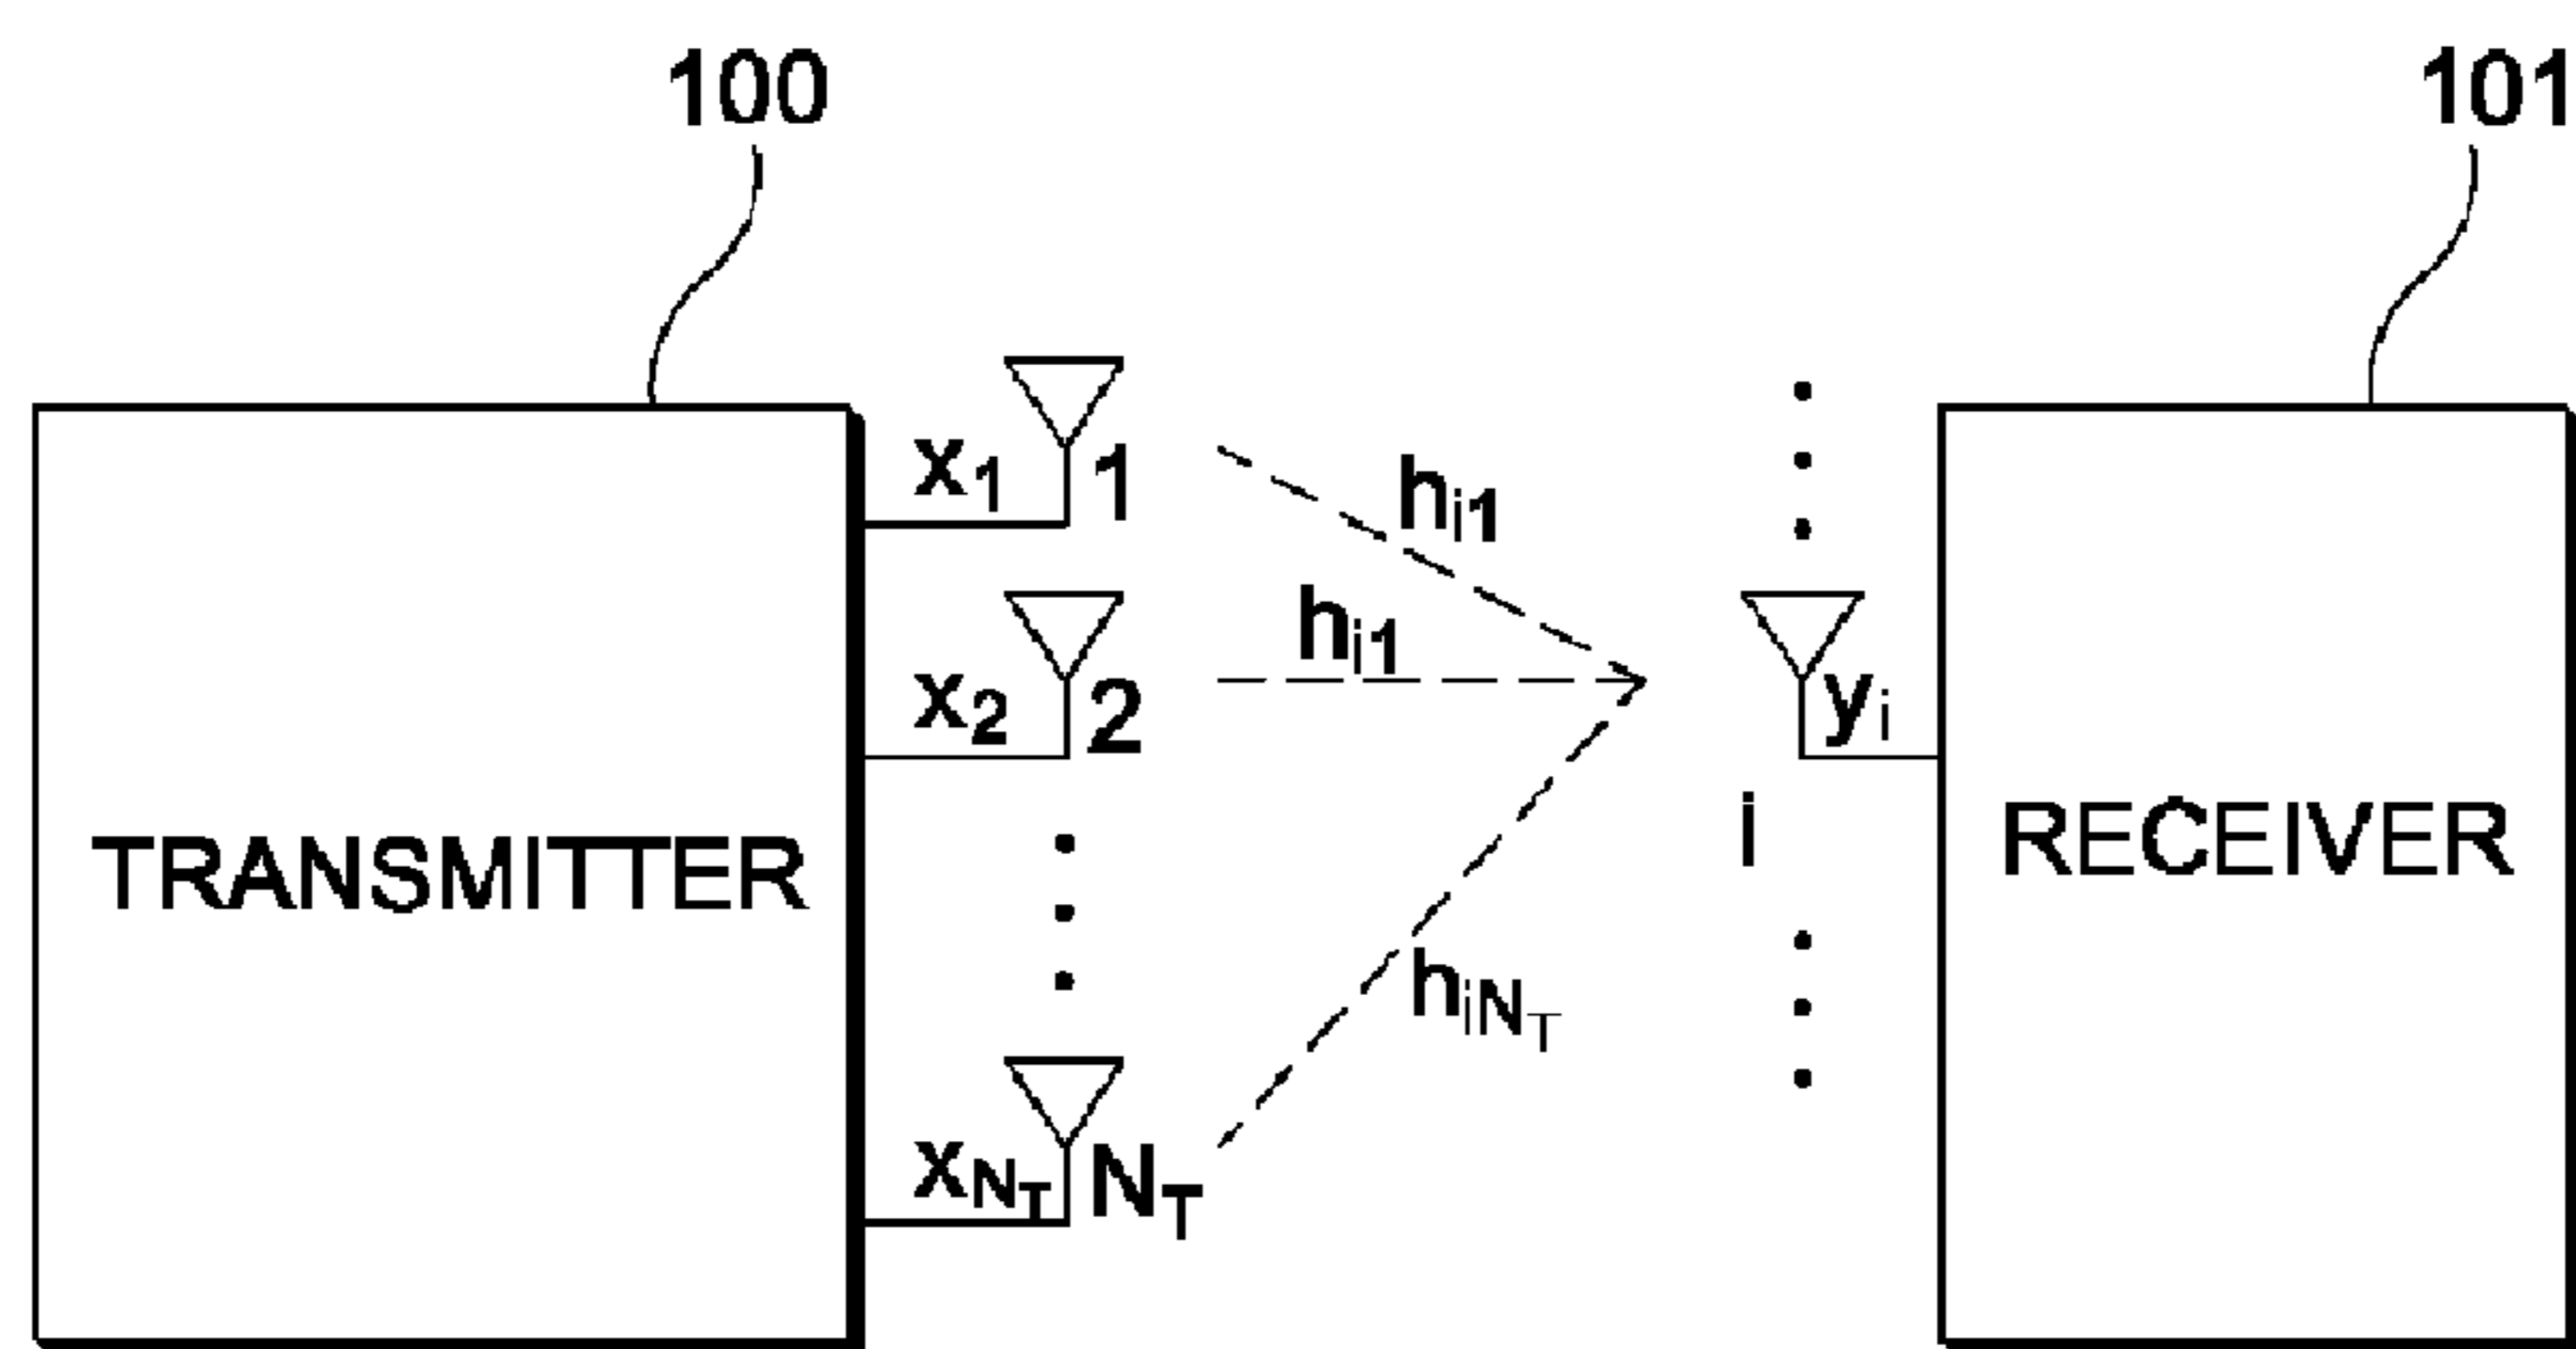 100
101
x1
1
hi1
x2
2
hi1
yi
i
TRANSMITTER
RECEIVER
hiNT
xNT
NT